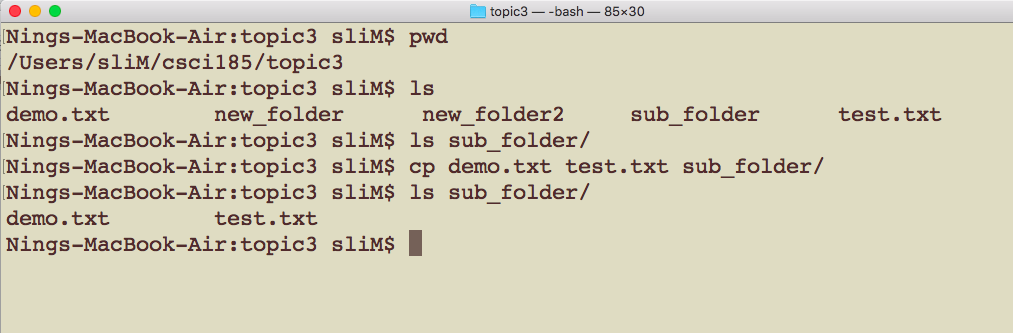 topic3 — -bash — 85×30
Nings-MacBook-Air:topic3 sliM$ pwd
/Users/sliM/csci185/topic3
Nings-MacBook-Air:topic3 sliM$ ls
demo.txt new_folder new_folder2 sub_folder test.txt
Nings-MacBook-Air:topic3 sliM$ ls sub_folder/
Nings-MacBook-Air:topic3 sliM$ cp demo.txt test.txt sub_folder/
Nings-MacBook-Air:topic3 sliM$ ls sub_folder/
demo.txt test.txt
Nings-MacBook-Air:topic3 sliM$